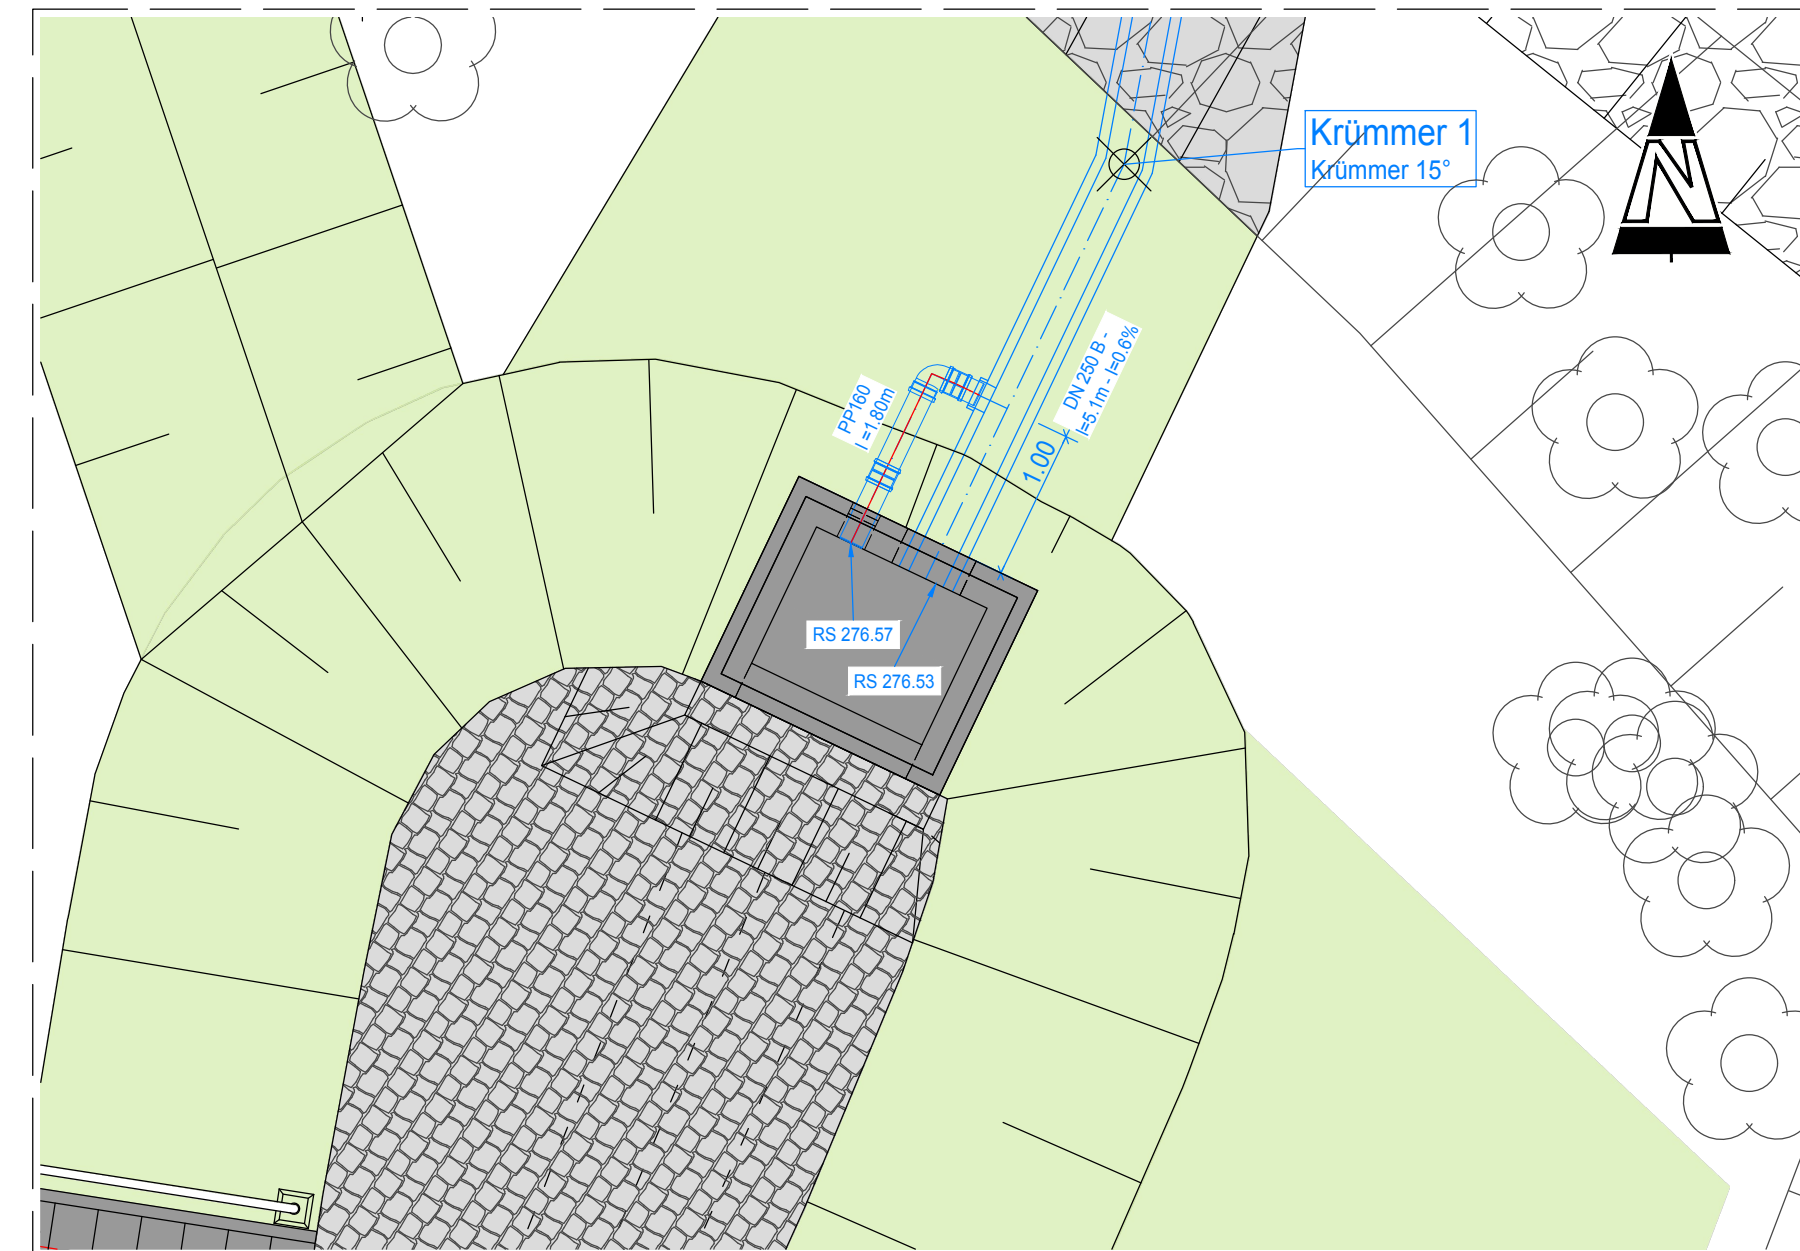 Krümmer 1
Krümmer 15°
N
DN 250 B -
l=5.1m - I=0.6%
PP160
l =1.80m
1.00
RS 276.57
RS 276.53